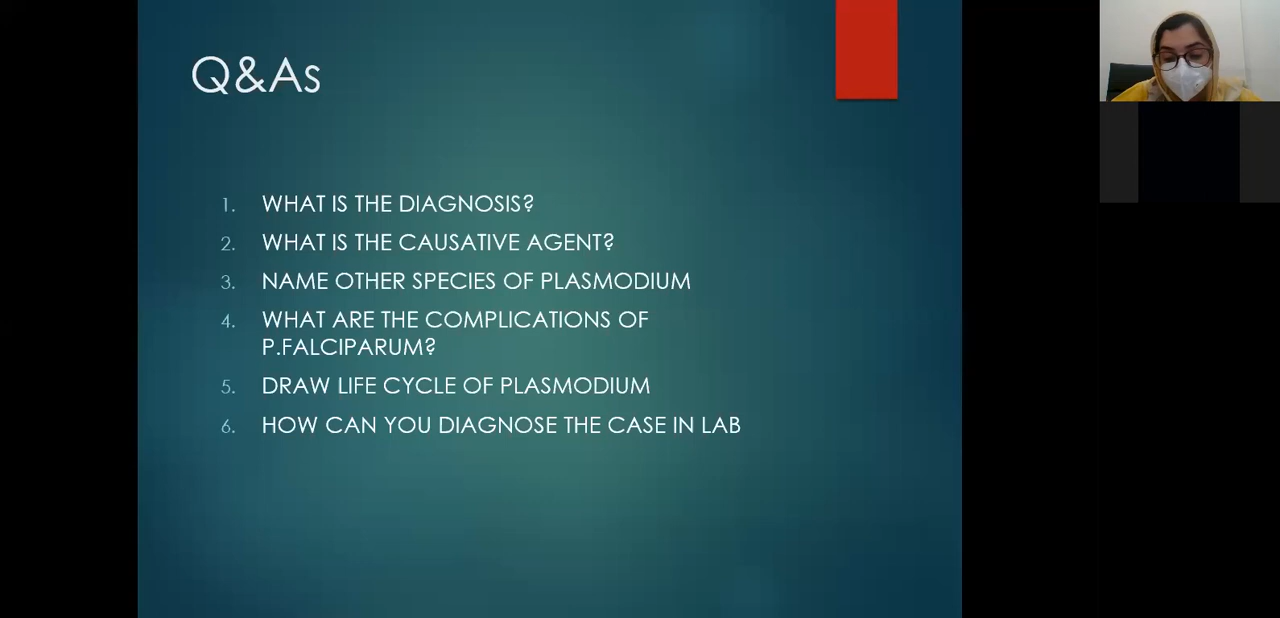 Q&As
1. WHAT IS THE DIAGNOSIS?
2. WHAT IS THE CAUSATIVE AGENT?
3. NAME OTHER SPECIES OF PLASMODIUM
4. WHAT ARE THE COMPLICATIONS OF
P.FALCIPARUM?
5. DRAW LIFE CYCLE OF PLASMODIUM
6. HOW CAN YOU DIAGNOSE THE CASE IN LAB